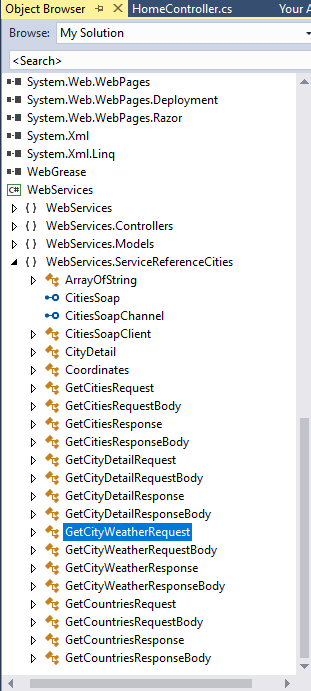 Object Browser
HomeController.cs
Your A
Browse: My Solution
<Search>
System.Web.WebPages
System.Web.WebPages.Deployment
System.Web.WebPages.Razor
System.Xml
System.Xml.Linq
WebGrease
C# WebServices
{ } WebServices
{ } WebServices.Controllers
{ } WebServices.Models
{ } WebServices.ServiceReferenceCities
ArrayOfString
CitiesSoap
CitiesSoapChannel
CitiesSoapClient
CityDetail
Coordinates
GetCitiesRequest
GetCitiesRequestBody
GetCitiesResponse
GetCitiesResponseBody
GetCityDetailRequest
GetCityDetailRequestBody
GetCityDetailResponse
GetCityDetailResponseBody
GetCityWeatherRequest
GetCityWeatherRequestBody
GetCityWeatherResponse
GetCityWeatherResponseBody
GetCountriesRequest
GetCountriesRequestBody
GetCountriesResponse
GetCountriesResponseBody